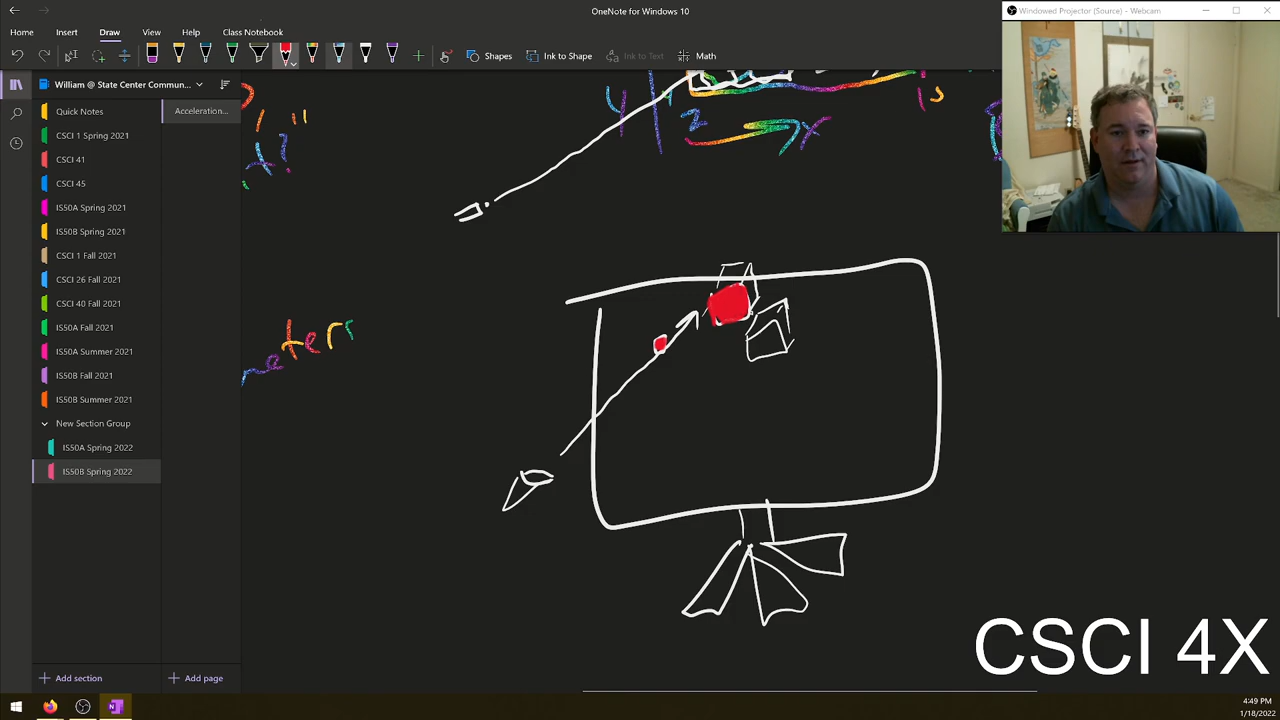 OneNote for Windows 10
Windowed Projector (Source) - Webcam
Home
Insert
Draw
View
Help
Class Notebook
Shapes
Ink to Shape
Ink to Text
Math
William @ State Center Commun...
Acceleration...
Quick Notes
CSCI 1 Spring 2021
CSCI 41
CSCI 45
IS50A Spring 2021
IS50B Spring 2021
CSCI 1 Fall 2021
CSCI 26 Fall 2021
CSCI 40 Fall 2021
IS50A Fall 2021
IS50A Summer 2021
IS50B Fall 2021
IS50B Summer 2021
New Section Group
IS50A Spring 2022
IS50B Spring 2022
y
z
x
meters
CSCI 4X
Add section
Add page
4:49 PM
1/18/2022